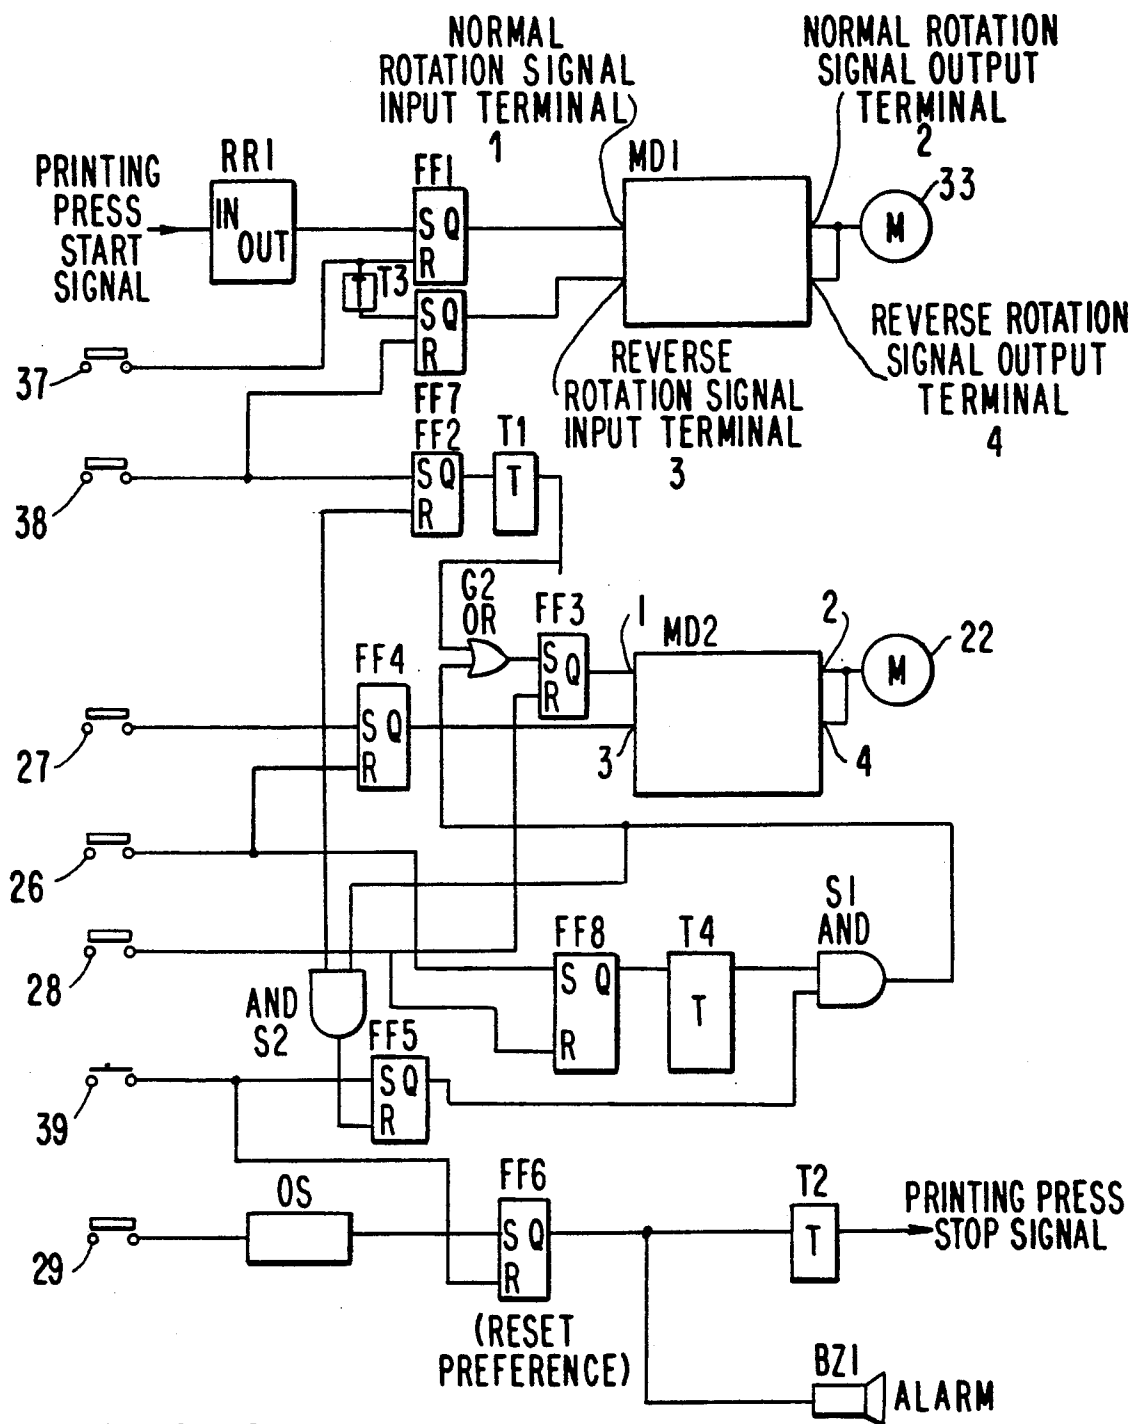 NORMAL
ROTATION SIGNAL
INPUT TERMINAL
1
NORMAL ROTATION
SIGNAL OUTPUT
TERMINAL
2
PRINTING
PRESS
START
SIGNAL
RR1
IN
OUT
FF1
S Q
R
MD1
33
M
T3
S Q
R
FF7
37
REVERSE
ROTATION SIGNAL
INPUT TERMINAL
3
REVERSE ROTATION
SIGNAL OUTPUT
TERMINAL
4
FF2
S Q
R
T1
T
38
G2
OR
FF3
S Q
R
1
MD2
2
22
M
FF4
S Q
R
27
3
4
26
28
FF8
S Q
R
T4
T
S1
AND
AND
S2
FF5
S Q
R
39
OS
FF6
S Q
R
T2
T
PRINTING PRESS
STOP SIGNAL
29
(RESET
PREFERENCE)
BZ1
ALARM